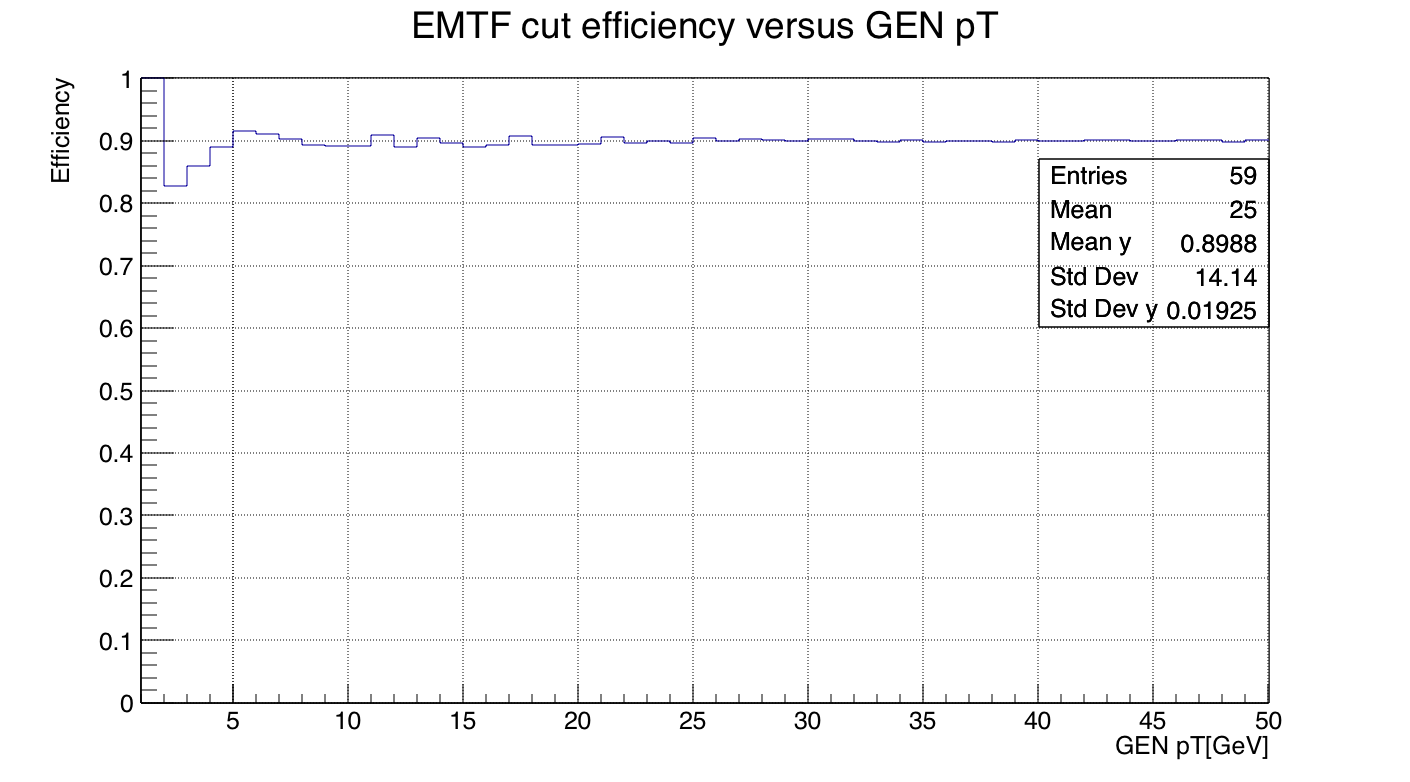 EMTF cut efficiency versus GEN pT
Efficiency
1
0.9
0.8
0.7
0.6
0.5
0.4
0.3
0.2
0.1
0
Entries 59
Mean 25
Mean y 0.8988
Std Dev 14.14
Std Dev y 0.01925
5 10 15 20 25 30 35 40 45 50
GEN pT[GeV]